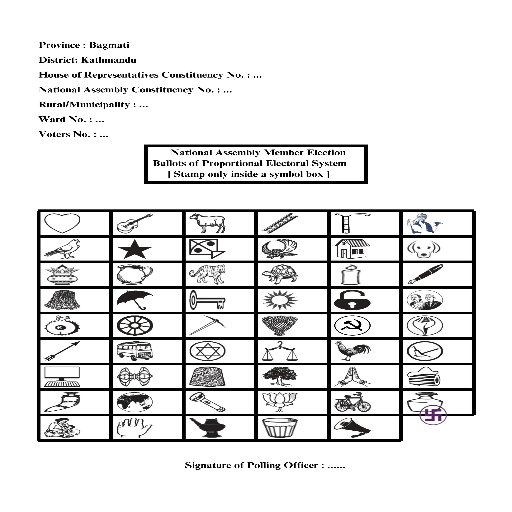 Province : Bagmati
District: Kathmandu
House of Representatives Constituency No. : ...
National Assembly Constituency No. : ...
Rural/Municipality : ...
Ward No. : ...
Voters No. : ...
National Assembly Member Election
Ballots of Proportional Electoral System
[ Stamp only inside a symbol box ]
Signature of Polling Officer : ......